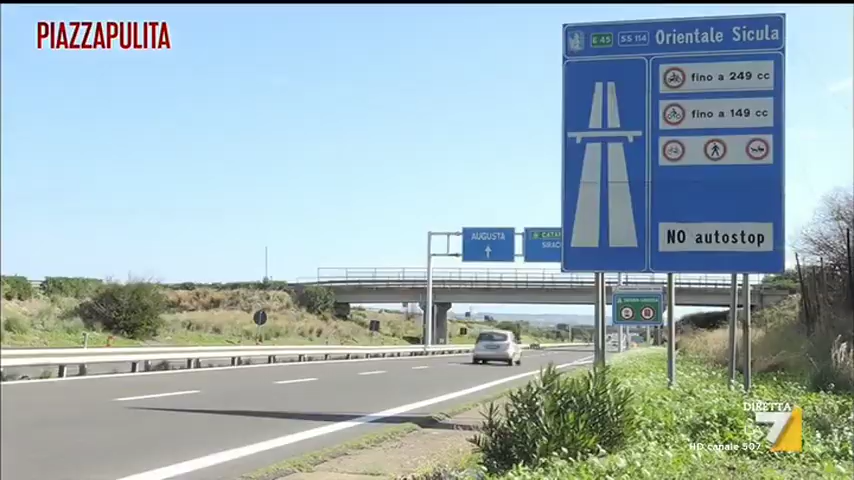 PIAZZAPULITA
E 45 SS 114 Orientale Sicula
fino a 249 cc
fino a 149 cc
NO autostop
AUGUSTA
DIRETTA
7
HD canale 507